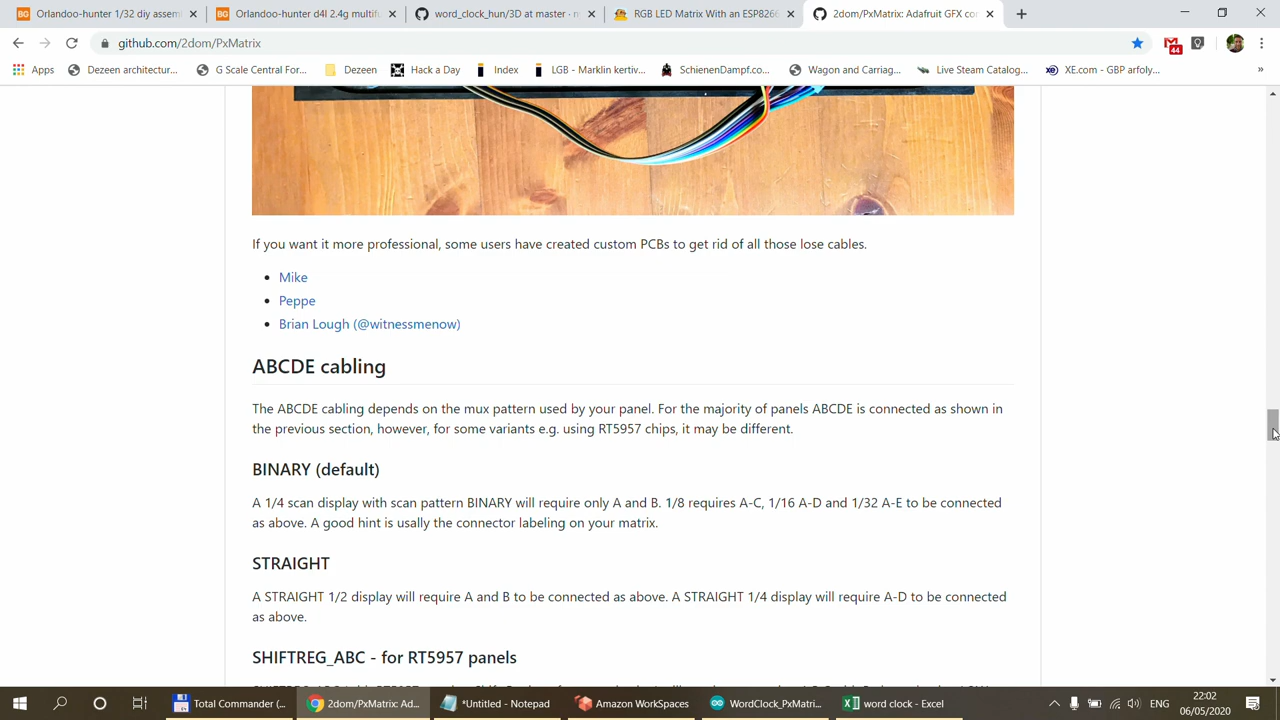 Orlandoo-hunter 1/32 diy assem
Orlandoo-hunter d4l 2.4g multifu
word_clock_hun/3D at master · n
RGB LED Matrix With an ESP8266
2dom/PxMatrix: Adafruit GFX co
github.com/2dom/PxMatrix
44
Apps
Dezeen architectur...
G Scale Central For...
Dezeen
Hack a Day
Index
LGB - Marklin kertiv...
SchienenDampf.co...
Wagon and Carriag...
Live Steam Catalog...
XE.com - GBP arfoly...
»
If you want it more professional, some users have created custom PCBs to get rid of all those lose cables.
• Mike
• Peppe
• Brian Lough (@witnessmenow)
ABCDE cabling
The ABCDE cabling depends on the mux pattern used by your panel. For the majority of panels ABCDE is connected as shown in
the previous section, however, for some variants e.g. using RT5957 chips, it may be different.
BINARY (default)
A 1/4 scan display with scan pattern BINARY will require only A and B. 1/8 requires A-C, 1/16 A-D and 1/32 A-E to be connected
as above. A good hint is usally the connector labeling on your matrix.
STRAIGHT
A STRAIGHT 1/2 display will require A and B to be connected as above. A STRAIGHT 1/4 display will require A-D to be connected
as above.
SHIFTREG_ABC - for RT5957 panels
Total Commander (...
2dom/PxMatrix: Ad...
*Untitled - Notepad
Amazon WorkSpaces
WordClock_PxMatri...
word clock - Excel
ENG
22:02
06/05/2020